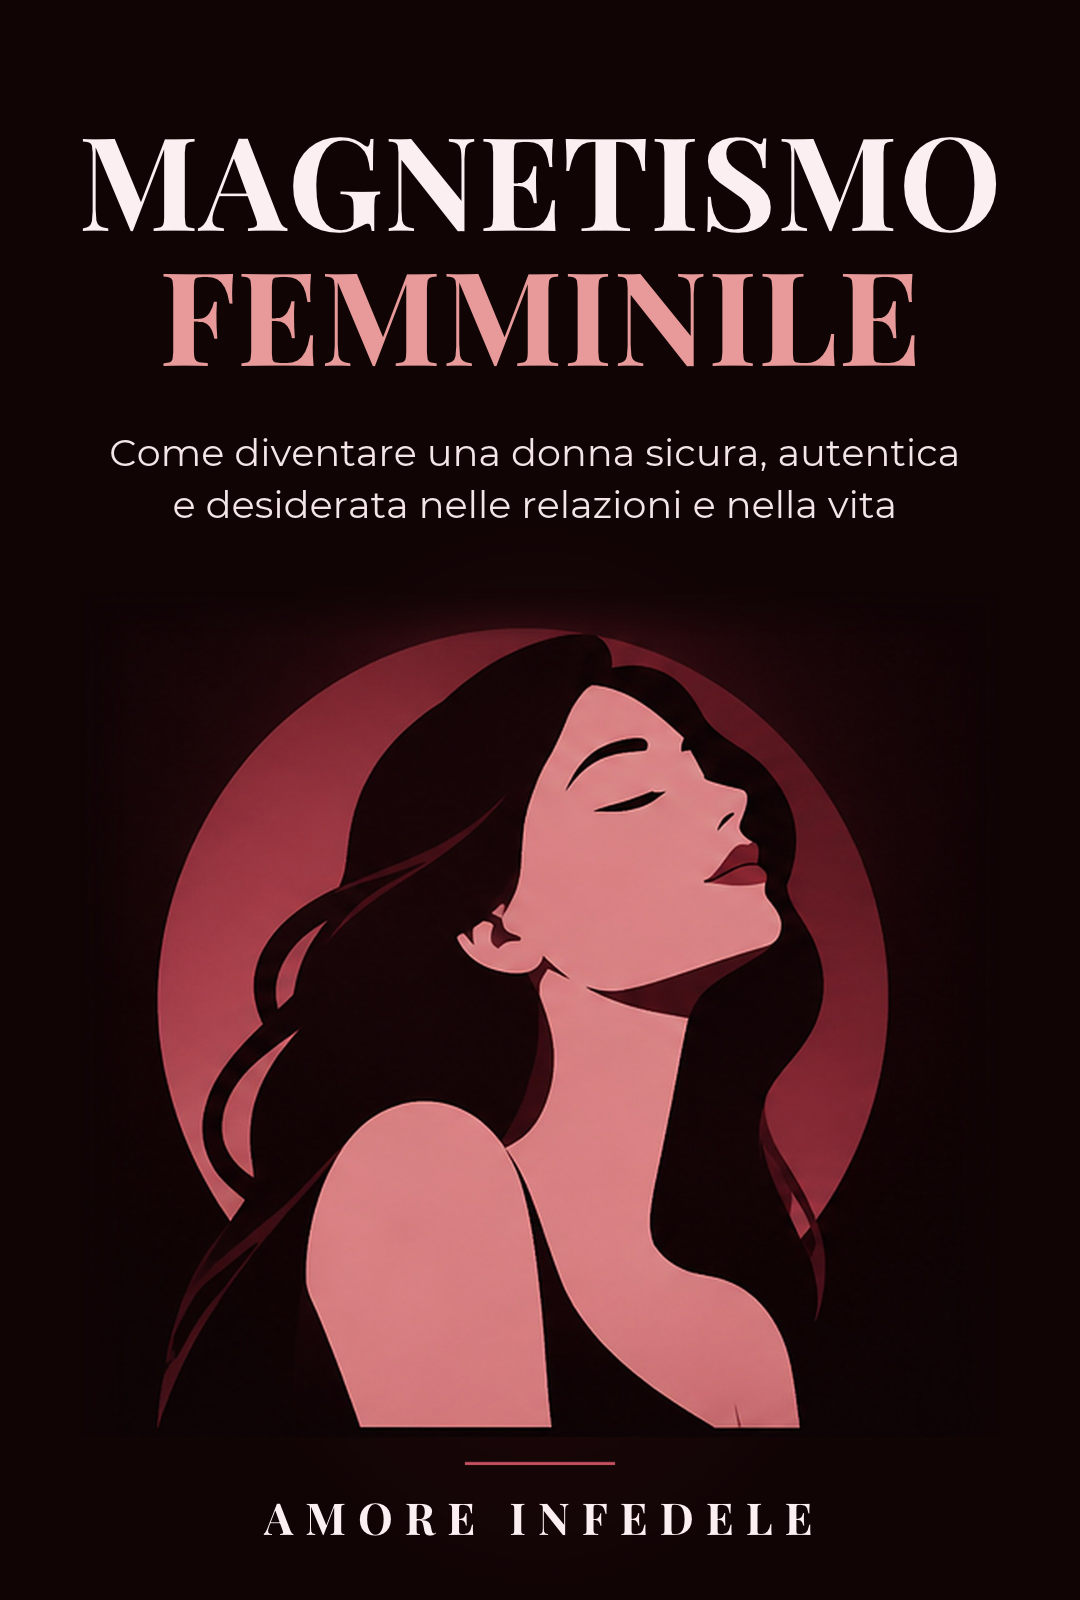 MAGNETISMO
FEMMINILE
Come diventare una donna sicura, autentica
e desiderata nelle relazioni e nella vita
AMORE INFEDELE